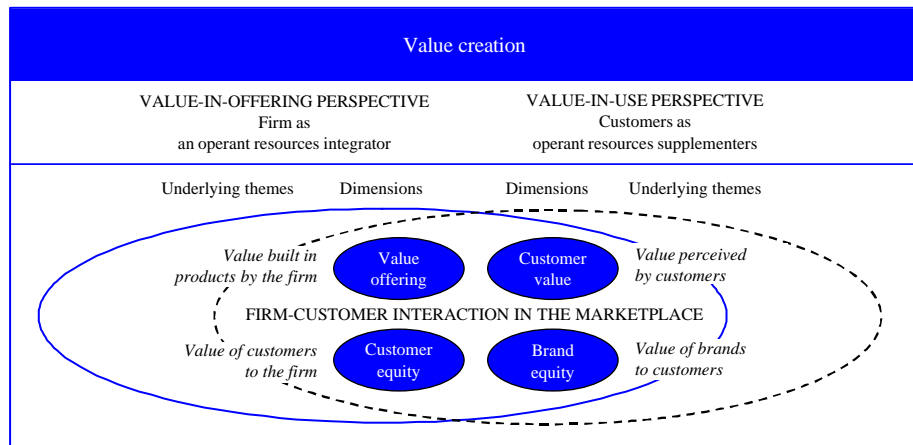 Value creation
VALUE-IN-OFFERING PERSPECTIVE
Firm as
an operant resources integrator
VALUE-IN-USE PERSPECTIVE
Customers as
operant resources supplementers
Underlying themes
Dimensions
Dimensions
Underlying themes
Value built in
products by the firm
Value
offering
Customer
value
Value perceived
by customers
FIRM-CUSTOMER INTERACTION IN THE MARKETPLACE
Value of customers
to the firm
Customer
equity
Brand
equity
Value of brands
to customers